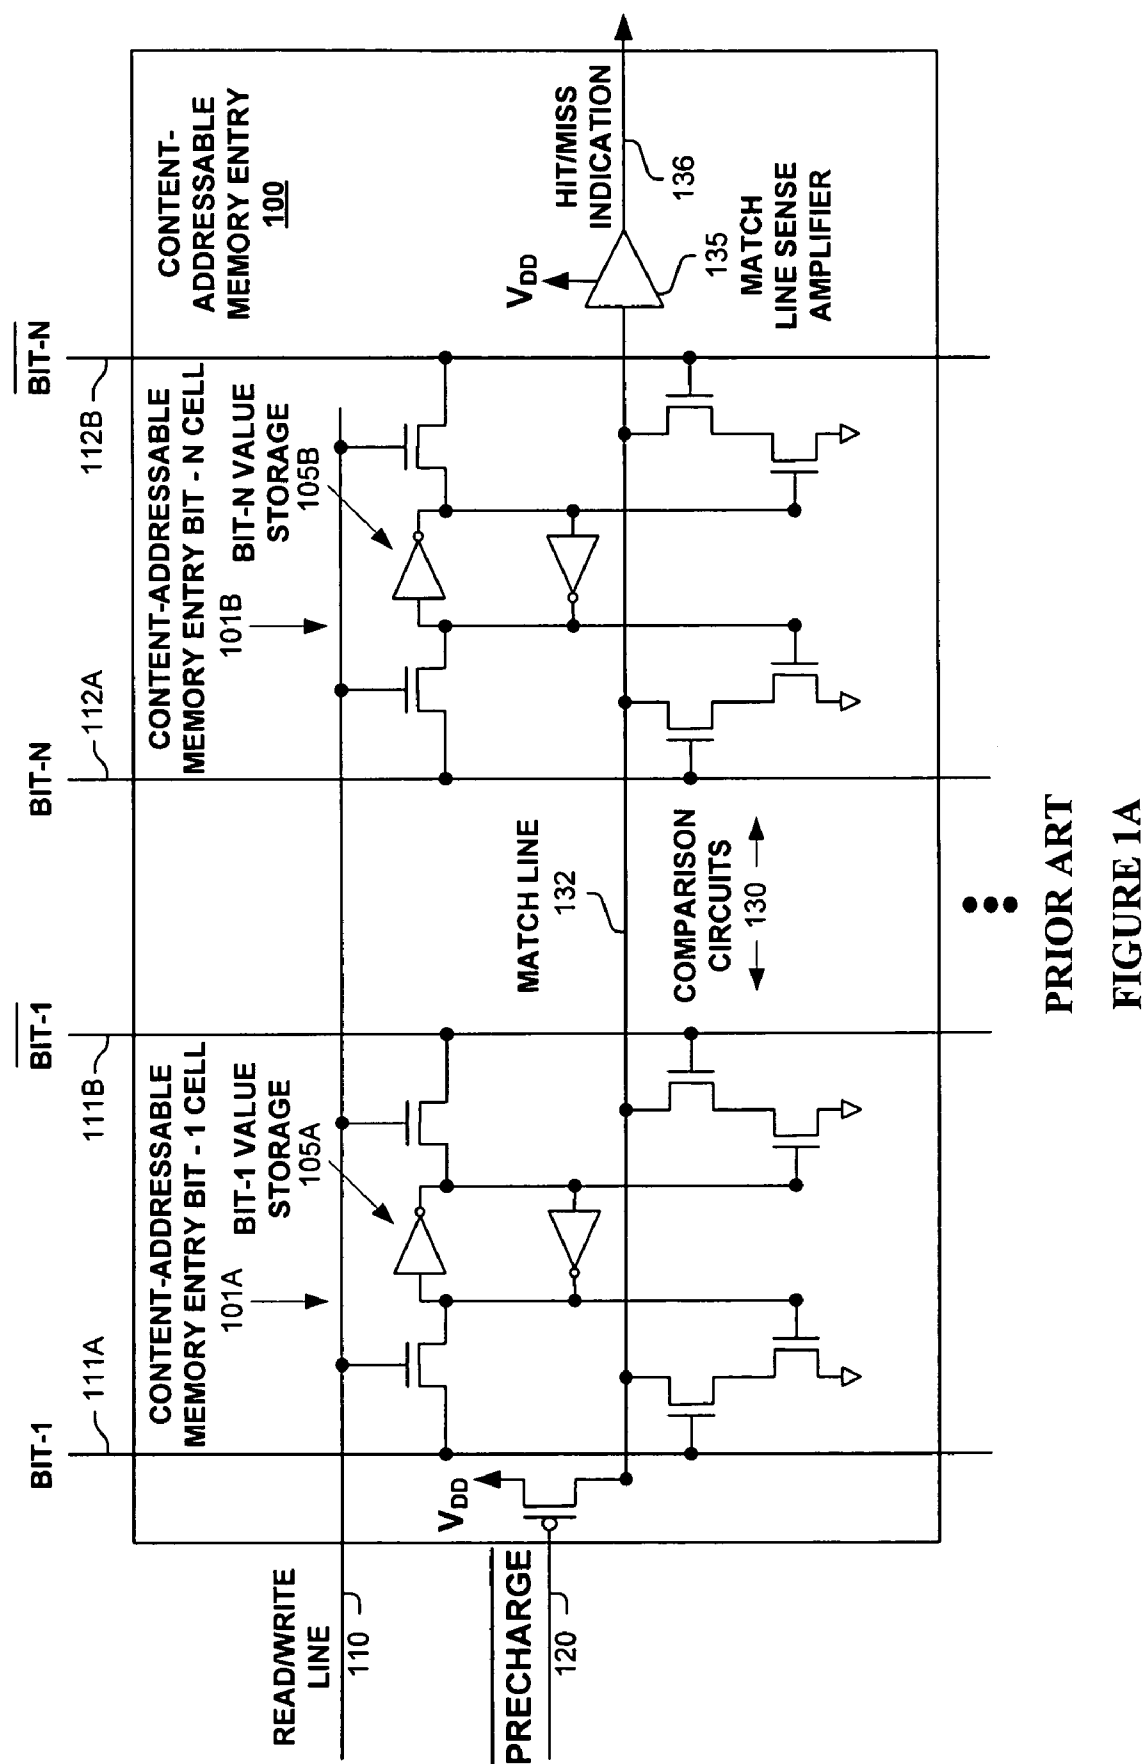 BIT-1
111A
BIT-1
111B
BIT-N
112A
BIT-N
112B
CONTENT-ADDRESSABLE
MEMORY ENTRY BIT - 1 CELL
101A
BIT-1 VALUE
STORAGE
105A
CONTENT-ADDRESSABLE
MEMORY ENTRY BIT - N CELL
101B
BIT-N VALUE
STORAGE
105B
CONTENT-
ADDRESSABLE
MEMORY ENTRY
100
READ/WRITE
LINE
110
VDD
PRECHARGE
120
MATCH LINE
132
VDD
HIT/MISS
INDICATION
136
135
MATCH
LINE SENSE
AMPLIFIER
COMPARISON
CIRCUITS
130
PRIOR ART
FIGURE 1A